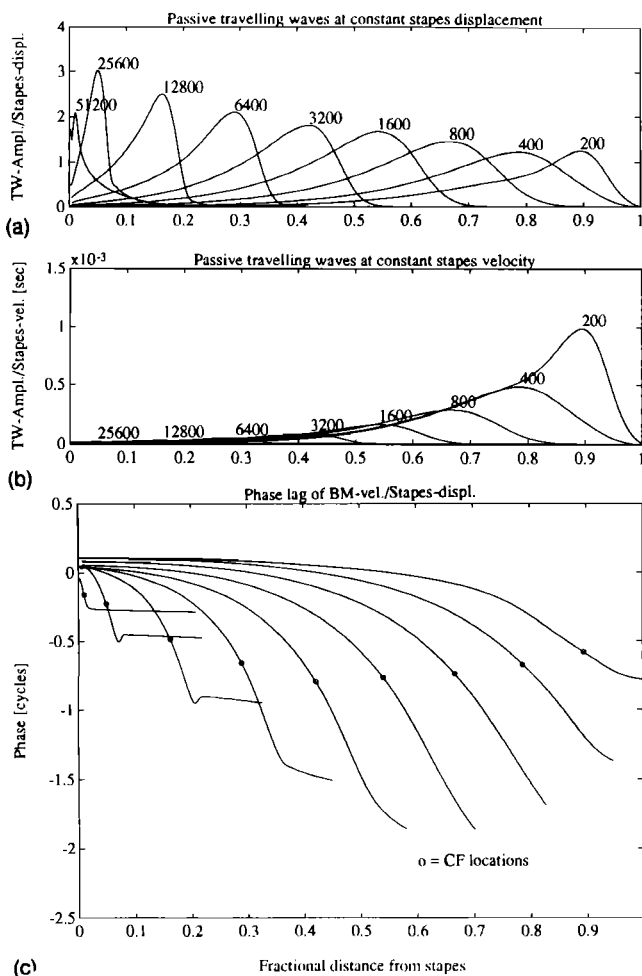 Passive travelling waves at constant stapes displacement
TW-Ampl./Stapes-displ.
4
3
2
1
0
51200
25600
12800
6400
3200
1600
800
400
200
0 0.1 0.2 0.3 0.4 0.5 0.6 0.7 0.8 0.9 1
(a)
x10⁻³
Passive travelling waves at constant stapes velocity
TW-Ampl./Stapes-vel. [sec]
1.5
1
0.5
0
25600 12800 6400 3200 1600 800 400 200
0 0.1 0.2 0.3 0.4 0.5 0.6 0.7 0.8 0.9 1
(b)
Phase lag of BM-vel./Stapes-displ.
Phase [cycles]
0.5
0
-0.5
-1
-1.5
-2
-2.5
o = CF locations
0 0.1 0.2 0.3 0.4 0.5 0.6 0.7 0.8 0.9
(c)
Fractional distance from stapes